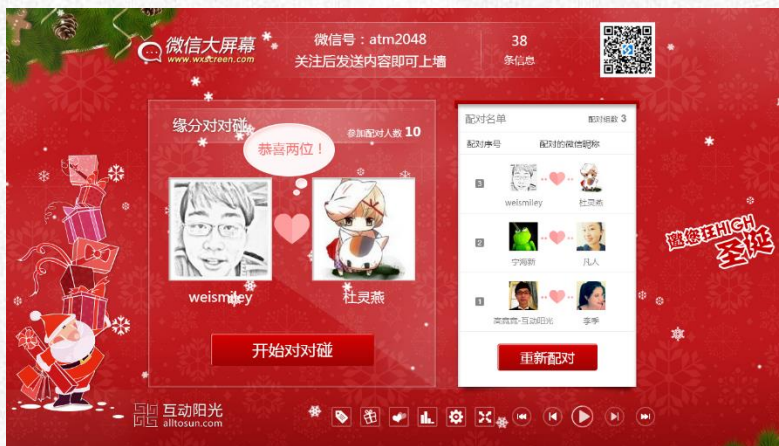 微信大屏幕
www.wxscreen.com
微信号：atm2048
关注后发送内容即可上墙
38
条信息
缘分对对碰
参加配对人数 10
恭喜两位！
weismiley
杜灵燕
开始对对碰
配对名单
配对组数 3
配对序号
配对的微信昵称
3
weismiley
杜灵燕
2
凡人
1
李季
重新配对
邀您狂HIGH
圣诞
互动阳光
alltosun.com